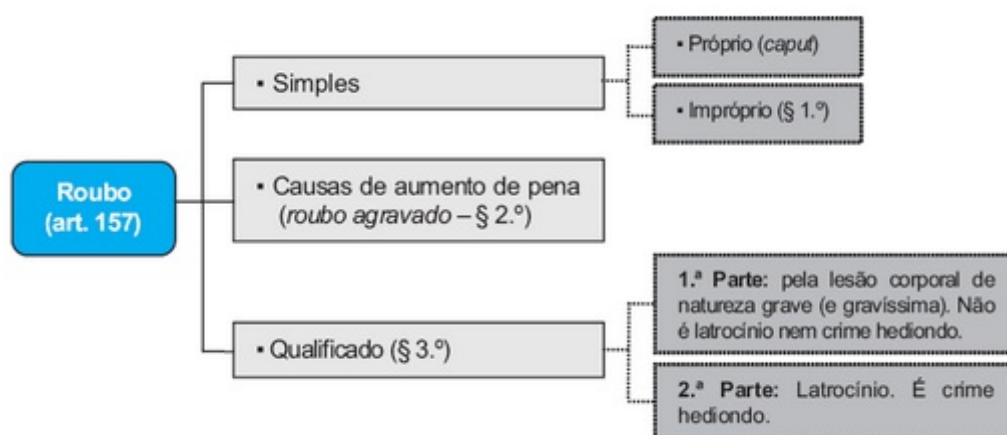 Roubo
(art. 157)
▪ Simples
▪ Próprio (caput)
▪ Impróprio (§ 1.º)
▪ Causas de aumento de pena
(roubo agravado – § 2.º)
▪ Qualificado (§ 3.º)
1.ª Parte: pela lesão corporal de
natureza grave (e gravíssima). Não
é latrocínio nem crime hediondo.
2.ª Parte: Latrocínio. É crime
hediondo.